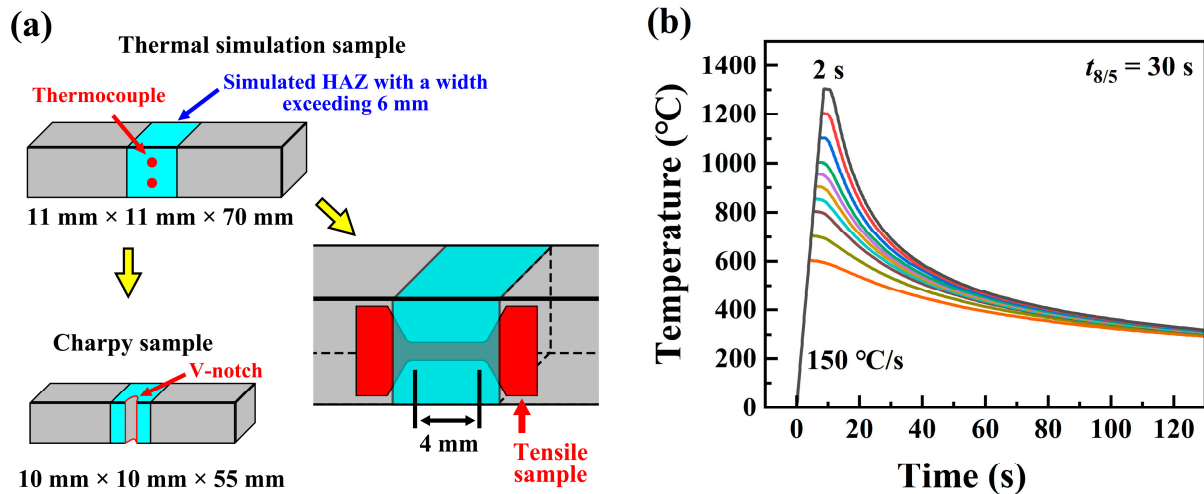 (a)
Thermal simulation sample
Simulated HAZ with a width
exceeding 6 mm
Thermocouple
11 mm × 11 mm × 70 mm
Charpy sample
V-notch
10 mm × 10 mm × 55 mm
4 mm
Tensile
sample
(b)
2 s
t8/5 = 30 s
150 ℃/s
Temperature (℃)
1400
1200
1000
800
600
400
200
0
0 20 40 60 80 100 120
Time (s)